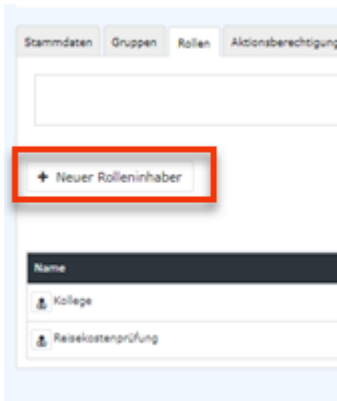 Stammdaten Gruppen Rollen Aktionsberechtigung
+ Neuer Rolleninhaber
Name
Kollege
Reisekostenprüfung